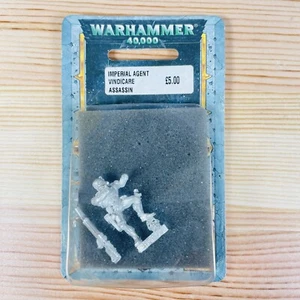 WARHAMMER
40,000
IMPERIAL AGENT
VINDICARE
ASSASSIN
£5.00